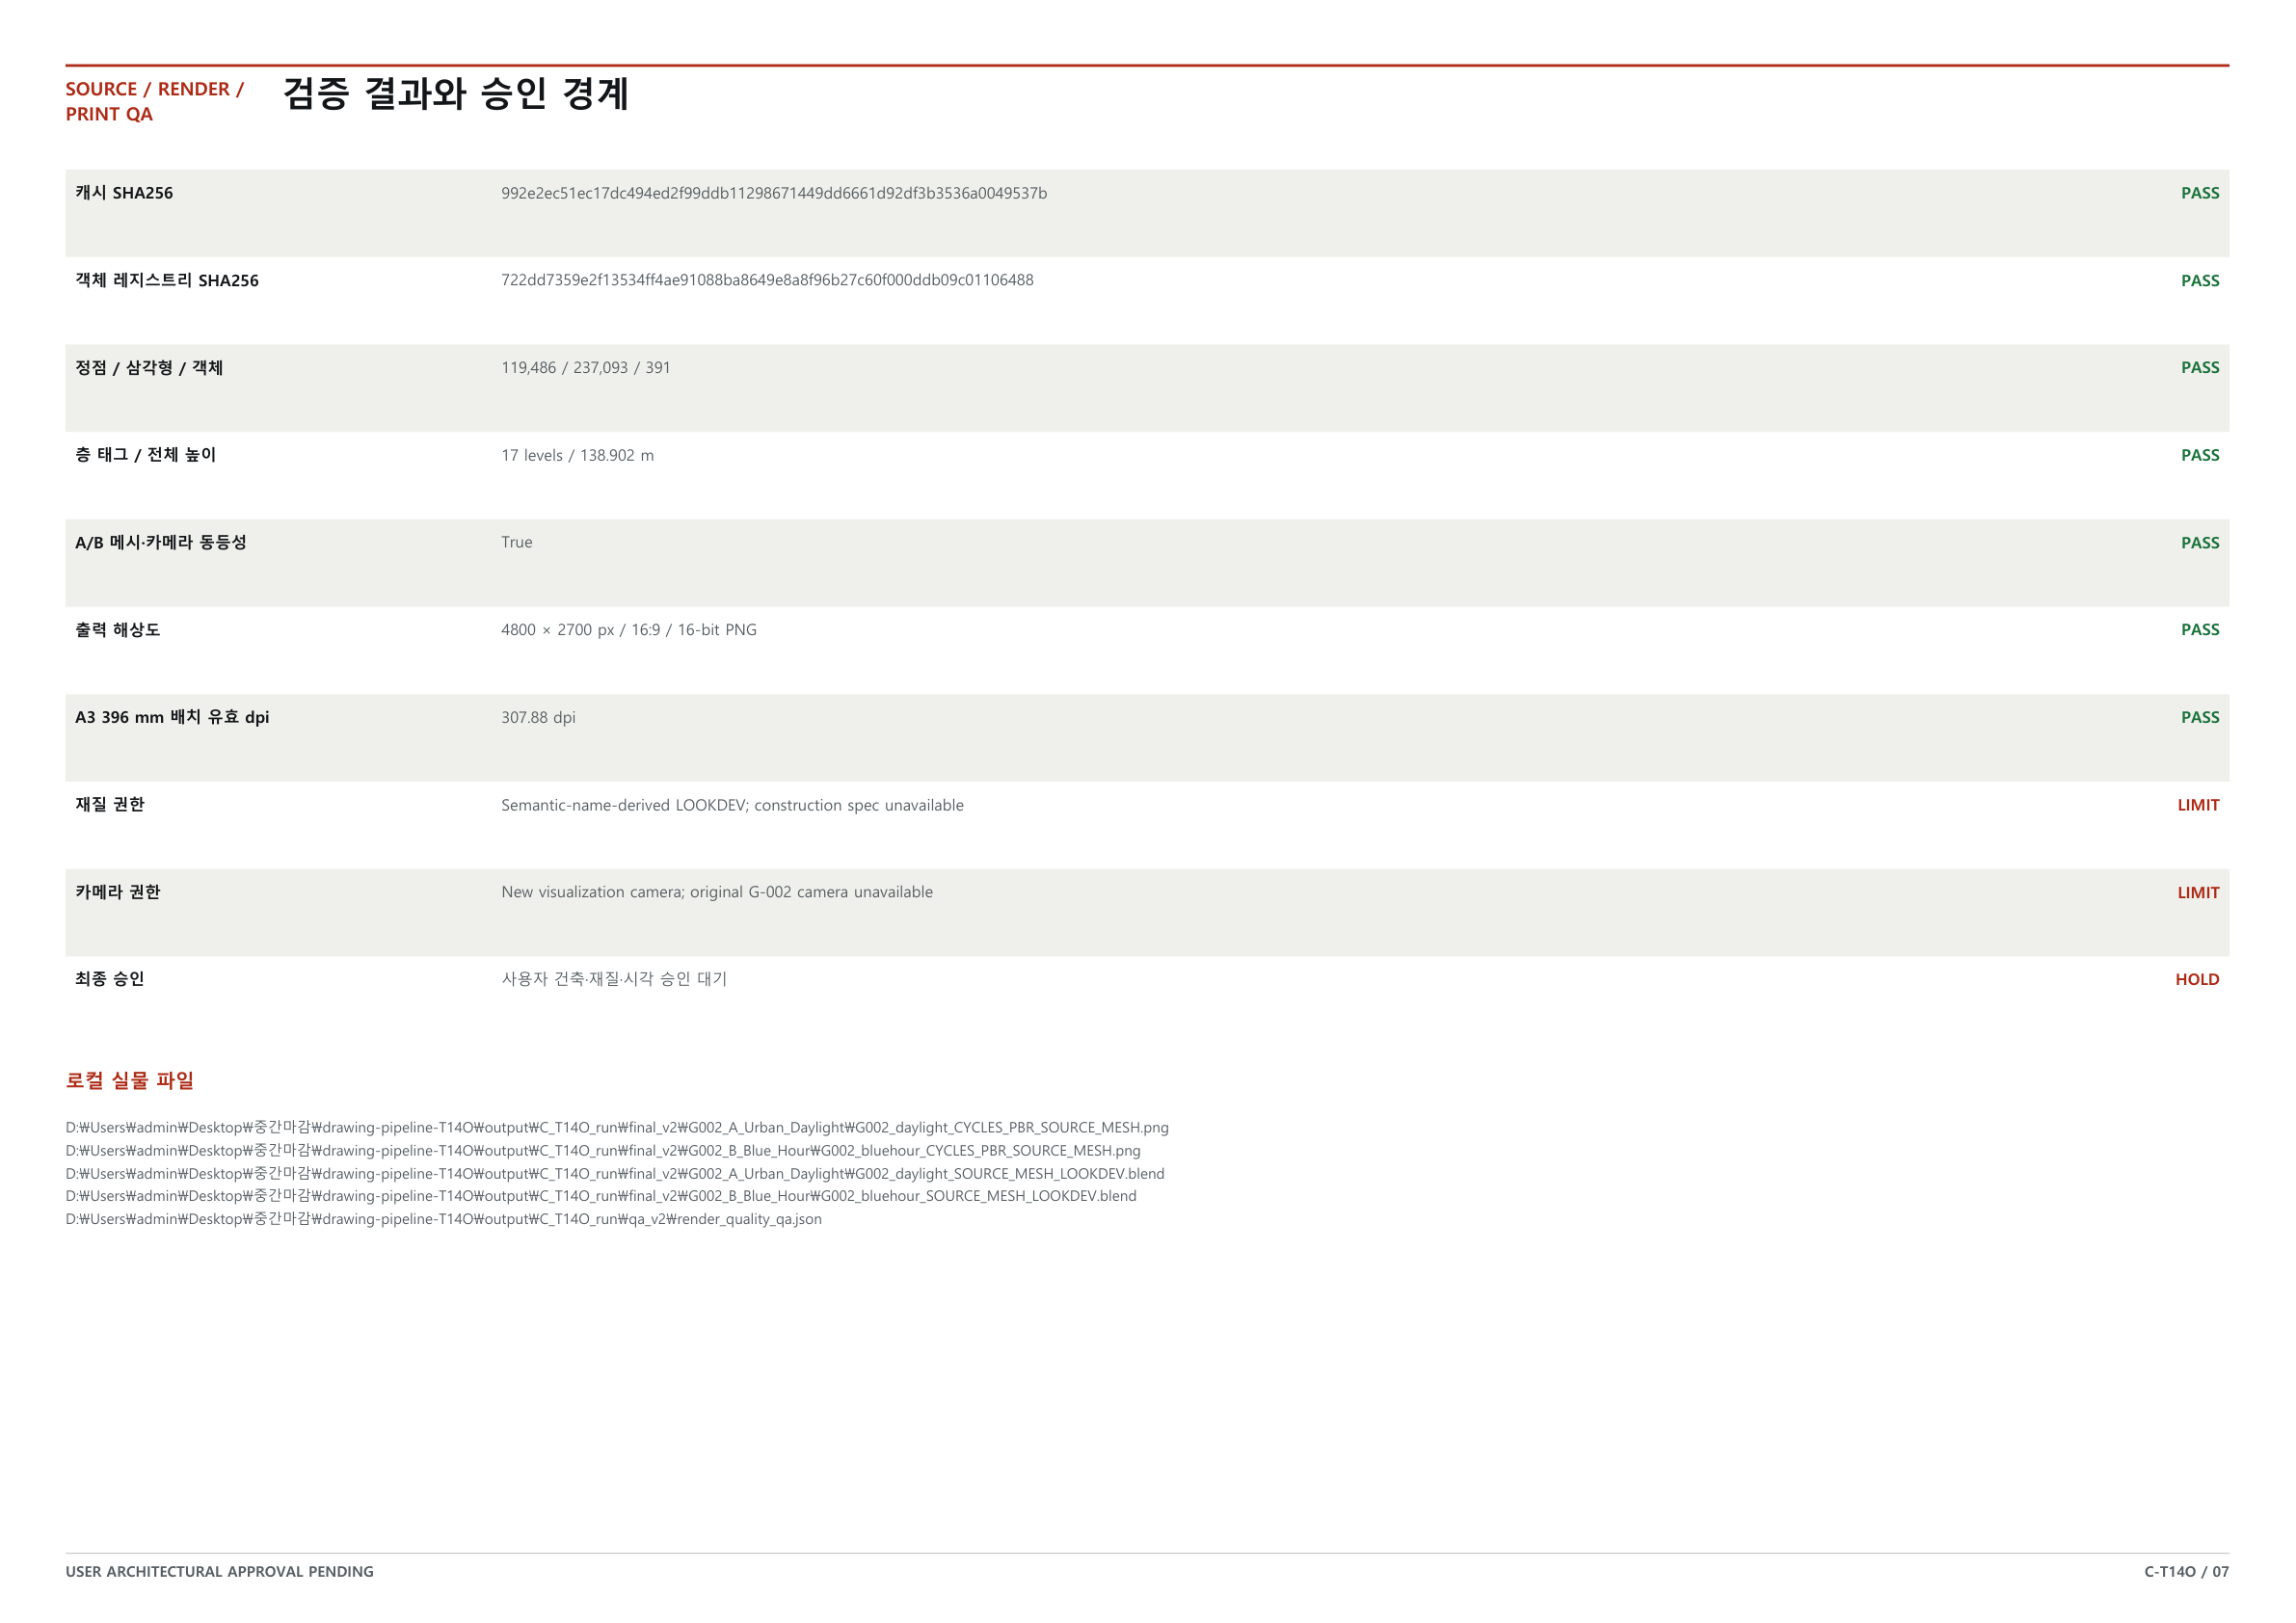 SOURCE / RENDER /
PRINT QA
검증 결과와 승인 경계
캐시 SHA256 992e2ec51ec17dc494ed2f99ddb11298671449dd6661d92df3b3536a0049537b PASS
객체 레지스트리 SHA256 722dd7359e2f13534ff4ae91088ba8649e8a8f96b27c60f000ddb09c01106488 PASS
정점 / 삼각형 / 객체 119,486 / 237,093 / 391 PASS
층 태그 / 전체 높이 17 levels / 138.902 m PASS
A/B 메시·카메라 동등성 True PASS
출력 해상도 4800 × 2700 px / 16:9 / 16-bit PNG PASS
A3 396 mm 배치 유효 dpi 307.88 dpi PASS
재질 권한 Semantic-name-derived LOOKDEV; construction spec unavailable LIMIT
카메라 권한 New visualization camera; original G-002 camera unavailable LIMIT
최종 승인 사용자 건축·재질·시각 승인 대기 HOLD
로컬 실물 파일
D:₩Users₩admin₩Desktop₩중간마감₩drawing-pipeline-T14O₩output₩C_T14O_run₩final_v2₩G002_A_Urban_Daylight₩G002_daylight_CYCLES_PBR_SOURCE_MESH.png
D:₩Users₩admin₩Desktop₩중간마감₩drawing-pipeline-T14O₩output₩C_T14O_run₩final_v2₩G002_B_Blue_Hour₩G002_bluehour_CYCLES_PBR_SOURCE_MESH.png
D:₩Users₩admin₩Desktop₩중간마감₩drawing-pipeline-T14O₩output₩C_T14O_run₩final_v2₩G002_A_Urban_Daylight₩G002_daylight_SOURCE_MESH_LOOKDEV.blend
D:₩Users₩admin₩Desktop₩중간마감₩drawing-pipeline-T14O₩output₩C_T14O_run₩final_v2₩G002_B_Blue_Hour₩G002_bluehour_SOURCE_MESH_LOOKDEV.blend
D:₩Users₩admin₩Desktop₩중간마감₩drawing-pipeline-T14O₩output₩C_T14O_run₩qa_v2₩render_quality_qa.json
USER ARCHITECTURAL APPROVAL PENDING
C-T14O / 07